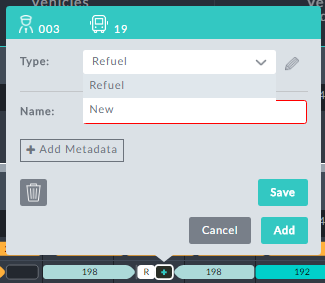 Vehicles
003 19
Type: Refuel
Refuel
New
Name:
+ Add Metadata
Save
Cancel Add
198 R + 198 192